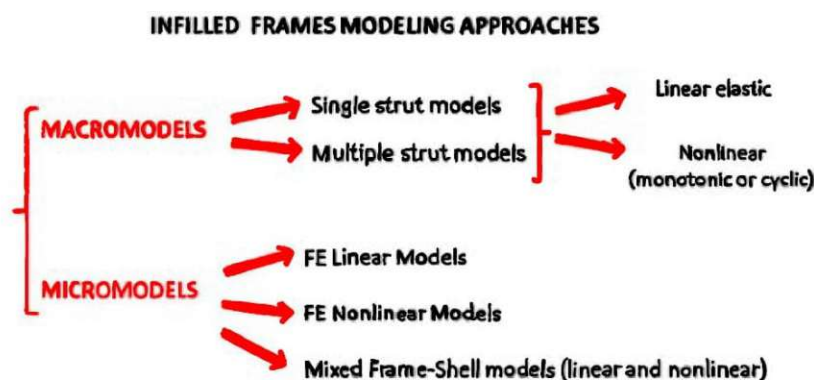 INFILLED FRAMES MODELING APPROACHES
MACROMODELS
Single strut models
Multiple strut models
Linear elastic
Nonlinear
(monotonic or cyclic)
MICROMODELS
FE Linear Models
FE Nonlinear Models
Mixed Frame-Shell models (linear and nonlinear)